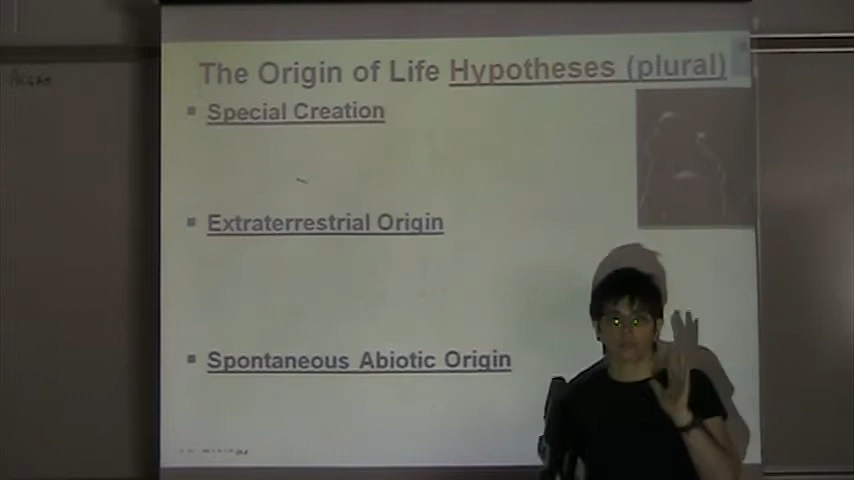 The Origin of Life Hypotheses (plural)
Special Creation
Extraterrestrial Origin
Spontaneous Abiotic Origin